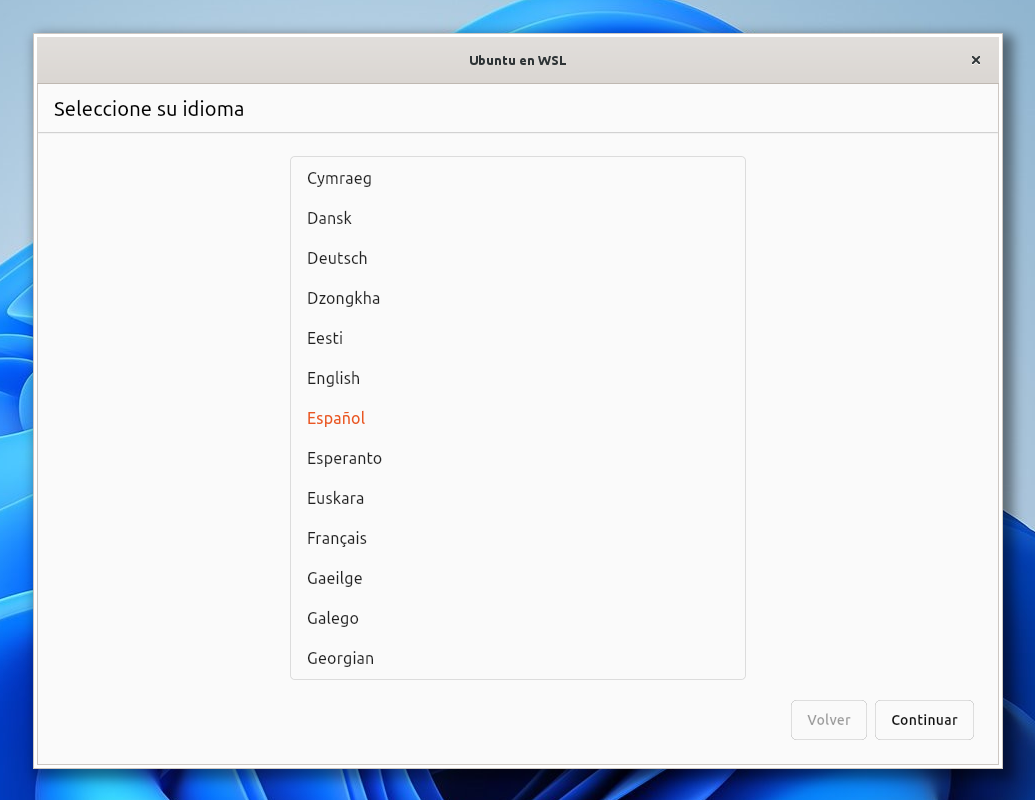 Ubuntu en WSL
Seleccione su idioma
Cymraeg
Dansk
Deutsch
Dzongkha
Eesti
English
Español
Esperanto
Euskara
Français
Gaeilge
Galego
Georgian
Volver Continuar